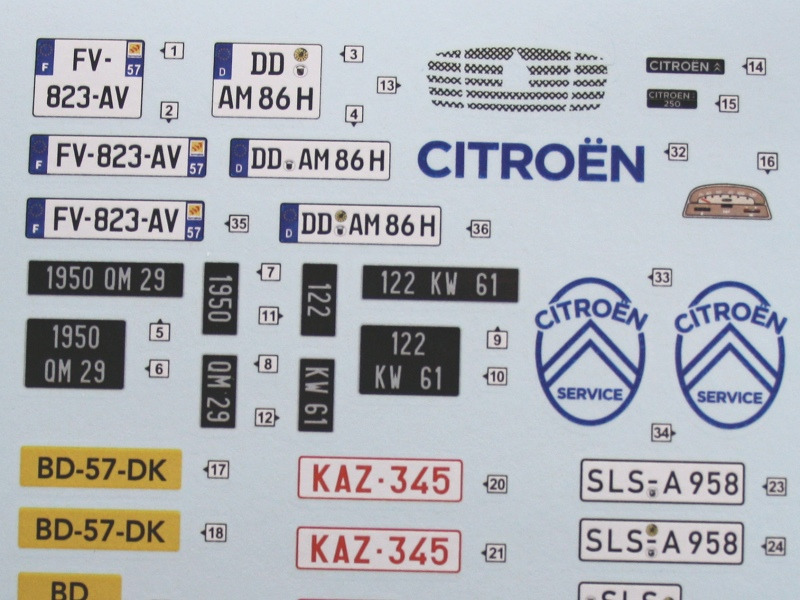 F FV- 57
823-AV
1
2
D DD
AM 86 H
3
4
13
CITROËN
14
CITROËN
250
15
F FV-823-AV 57
D DD AM 86 H
CITROËN
32
16
F FV-823-AV 57
35
D DD AM 86 H
36
1950 QM 29
1950
7
122
11
122 KW 61
33
1950
QM 29
5
6
QM 29
8
12
KW 61
122
KW 61
9
10
CITROËN
SERVICE
CITROËN
SERVICE
34
BD-57-DK
17
KAZ·345
20
SLS-A 958
23
BD-57-DK
18
KAZ·345
21
SLS-A 958
24
BD
SLS